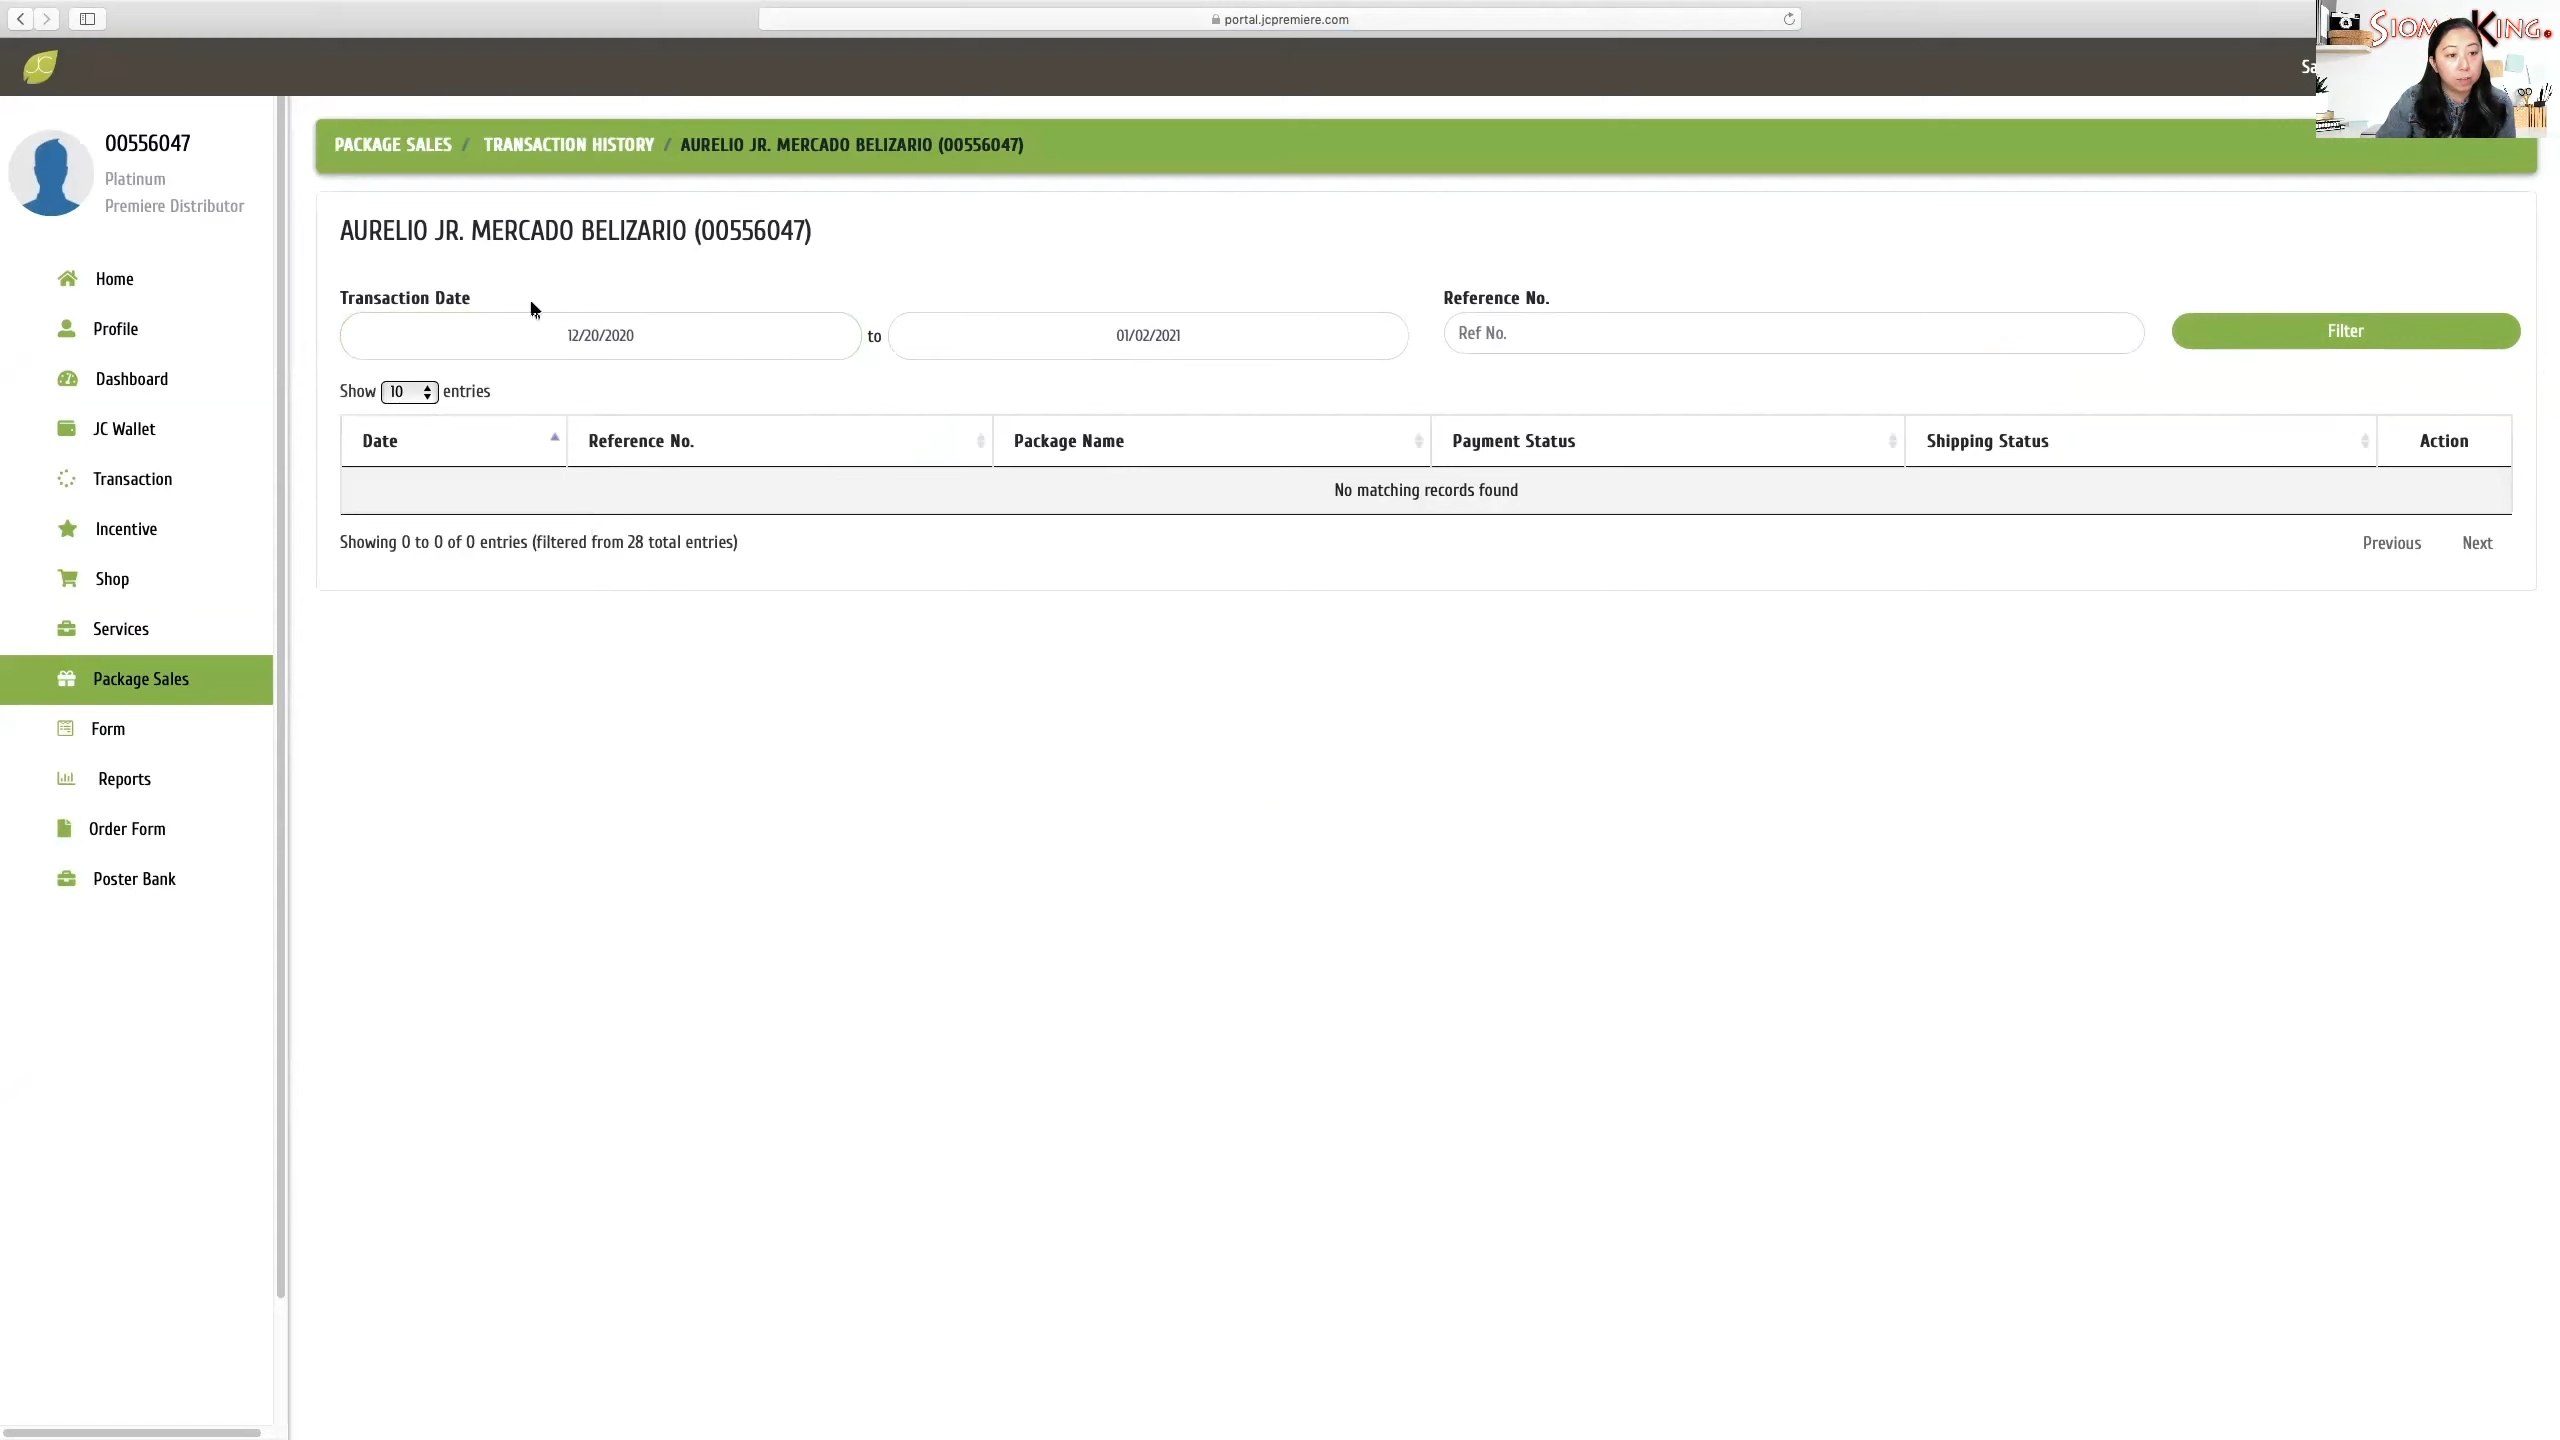 portal.jcpremiere.com
JC
00556047
Platinum
Premiere Distributor
Home
Profile
Dashboard
JC Wallet
Transaction
Incentive
Shop
Services
Package Sales
Form
Reports
Order Form
Poster Bank
PACKAGE SALES / TRANSACTION HISTORY / AURELIO JR. MERCADO BELIZARIO (00556047)
AURELIO JR. MERCADO BELIZARIO (00556047)
Transaction Date
12/20/2020 to 01/02/2021
Reference No.
Ref No.
Filter
Show 10 entries
Date Reference No. Package Name Payment Status Shipping Status Action
No matching records found
Showing 0 to 0 of 0 entries (filtered from 28 total entries)
Previous Next